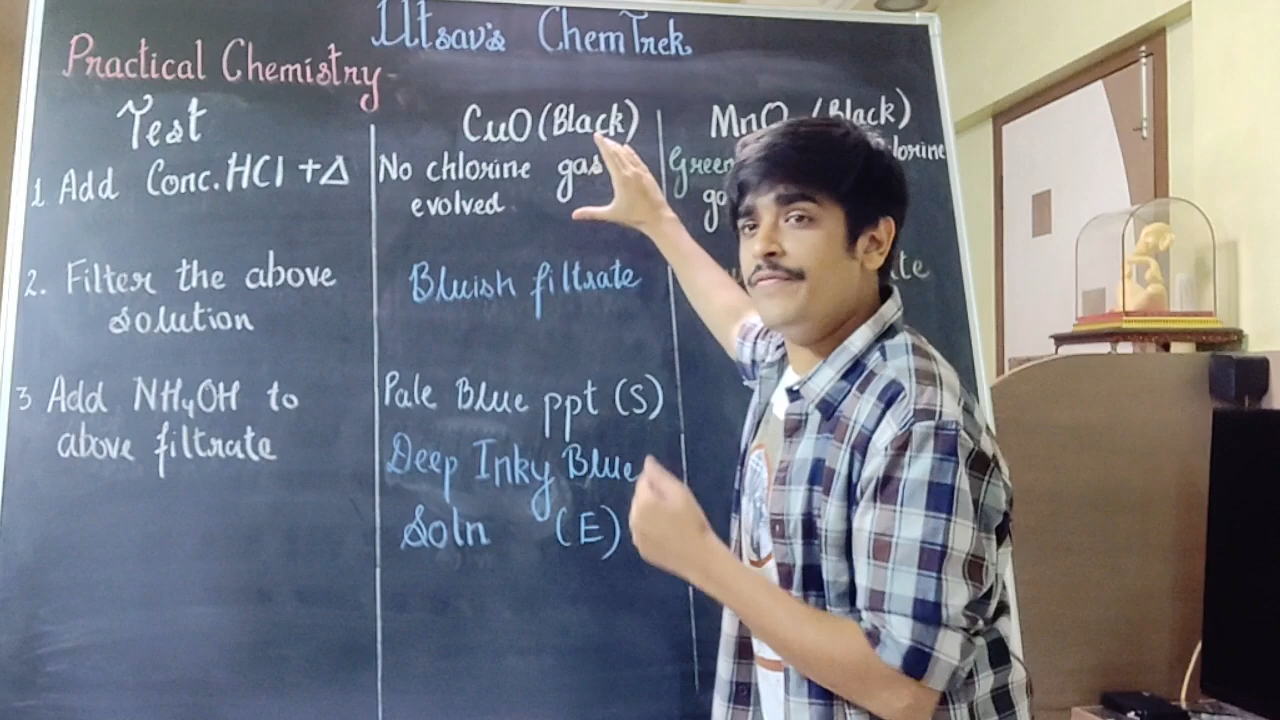 Utsav's ChemTrek
Practical Chemistry
Test
CuO (Black)
MnO (Black)
1 Add Conc. HCl + Δ
No chlorine gas
evolved
Green
chlorine
2. Filter the above
solution
Bluish filtrate
3 Add NH4OH to
above filtrate
Pale Blue ppt (S)
Deep Inky Blue
Soln (E)